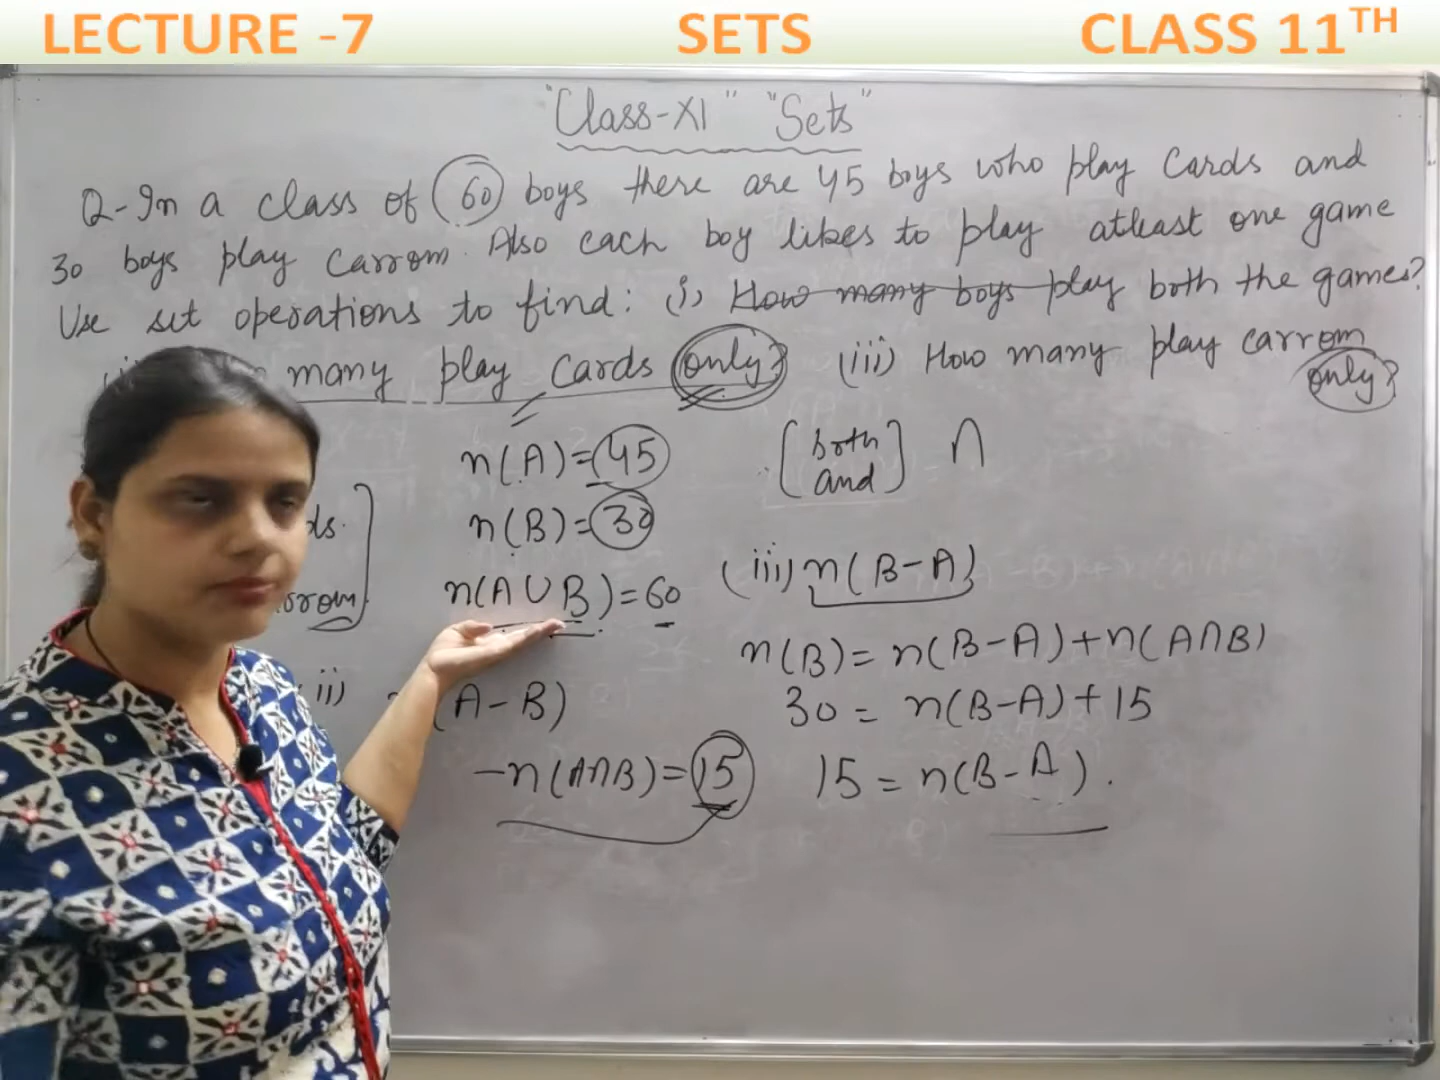 LECTURE -7 SETS CLASS 11TH
"Class-XI" "Sets"
Q-In a class of 60 boys there are 45 boys who play Cards and
30 boys play Carrom. Also each boy likes to play atleast one game
Use set operations to find: (i) How many boys play both the games?
many play cards only? (iii) How many play carrom
only?
n(A)=45 [both and] ∩
n(B)=30
ds.
rrom
n(A∪B)=60 (iii) n(B-A)
n(B)= n(B-A)+n(A∩B)
ii) (A-B) 30 = n(B-A)+15
-n(A∩B)=15 15 = n(B-A).